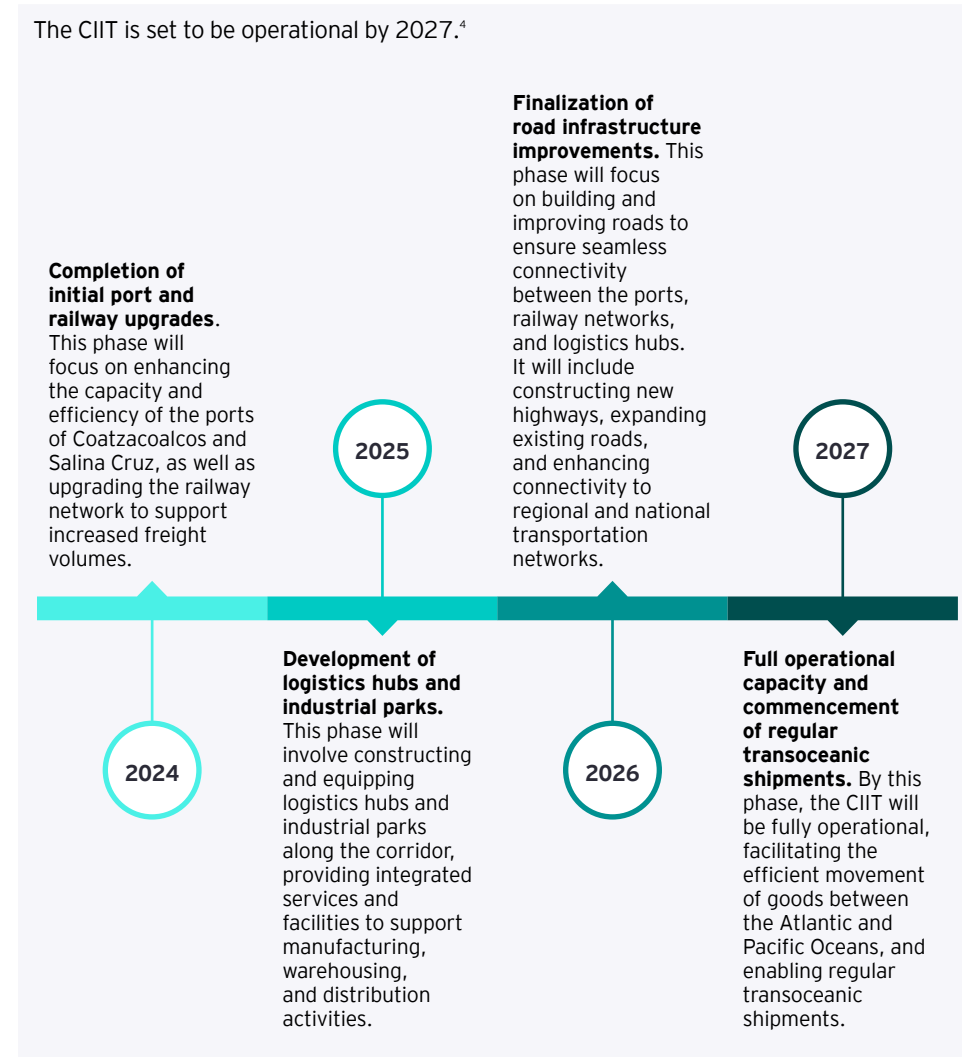 The CIIT is set to be operational by 2027.⁴
Completion of
initial port and
railway upgrades.
This phase will
focus on enhancing
the capacity and
efficiency of the ports
of Coatzacoalcos and
Salina Cruz, as well as
upgrading the railway
network to support
increased freight
volumes.
2024
2025
Development of
logistics hubs and
industrial parks.
This phase will
involve constructing
and equipping
logistics hubs and
industrial parks
along the corridor,
providing integrated
services and
facilities to support
manufacturing,
warehousing,
and distribution
activities.
Finalization of
road infrastructure
improvements. This
phase will focus
on building and
improving roads to
ensure seamless
connectivity
between the ports,
railway networks,
and logistics hubs.
It will include
constructing new
highways, expanding
existing roads,
and enhancing
connectivity to
regional and national
transportation
networks.
2026
2027
Full operational
capacity and
commencement
of regular
transoceanic
shipments. By this
phase, the CIIT will
be fully operational,
facilitating the
efficient movement
of goods between
the Atlantic and
Pacific Oceans, and
enabling regular
transoceanic
shipments.